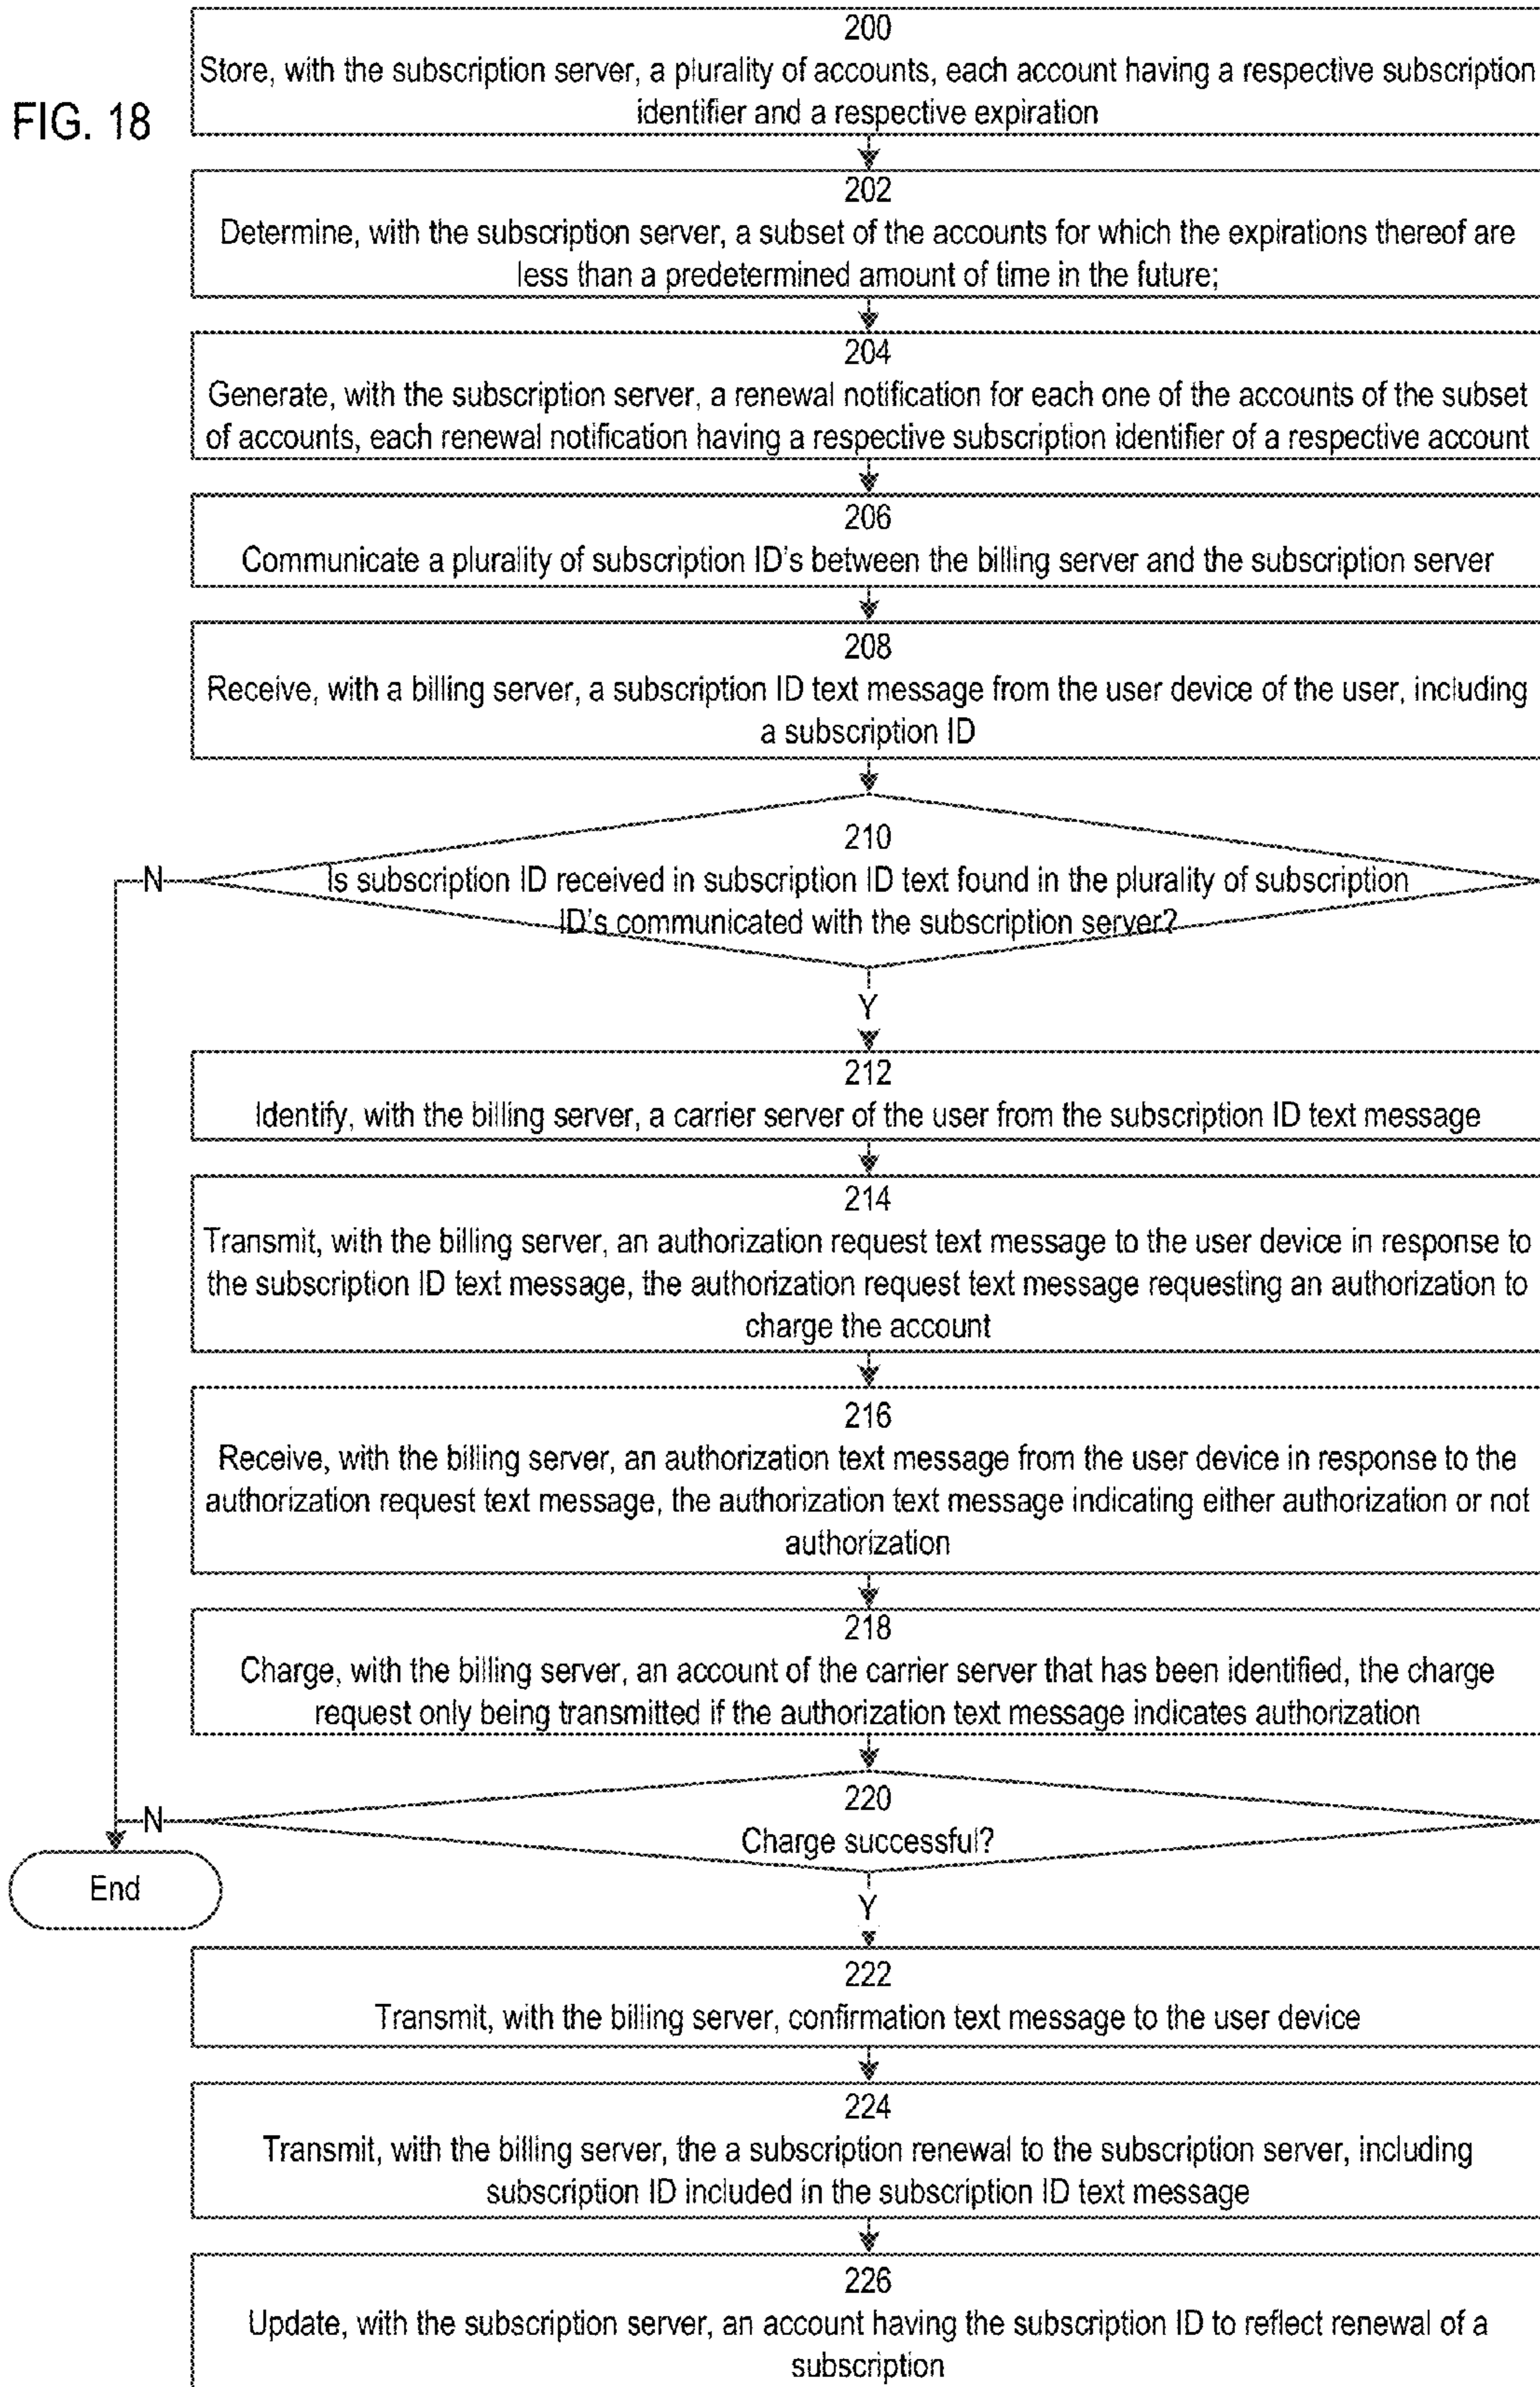 FIG. 18
200
Store, with the subscription server, a plurality of accounts, each account having a respective subscription
identifier and a respective expiration
202
Determine, with the subscription server, a subset of the accounts for which the expirations thereof are
less than a predetermined amount of time in the future;
204
Generate, with the subscription server, a renewal notification for each one of the accounts of the subset
of accounts, each renewal notification having a respective subscription identifier of a respective account
206
Communicate a plurality of subscription ID's between the billing server and the subscription server
208
Receive, with a billing server, a subscription ID text message from the user device of the user, including
a subscription ID
210
N
Is subscription ID received in subscription ID text found in the plurality of subscription
ID's communicated with the subscription server?
Y
212
Identify, with the billing server, a carrier server of the user from the subscription ID text message
214
Transmit, with the billing server, an authorization request text message to the user device in response to
the subscription ID text message, the authorization request text message requesting an authorization to
charge the account
216
Receive, with the billing server, an authorization text message from the user device in response to the
authorization request text message, the authorization text message indicating either authorization or not
authorization
218
Charge, with the billing server, an account of the carrier server that has been identified, the charge
request only being transmitted if the authorization text message indicates authorization
220
N
Charge successful?
End
Y
222
Transmit, with the billing server, confirmation text message to the user device
224
Transmit, with the billing server, the a subscription renewal to the subscription server, including
subscription ID included in the subscription ID text message
226
Update, with the subscription server, an account having the subscription ID to reflect renewal of a
subscription